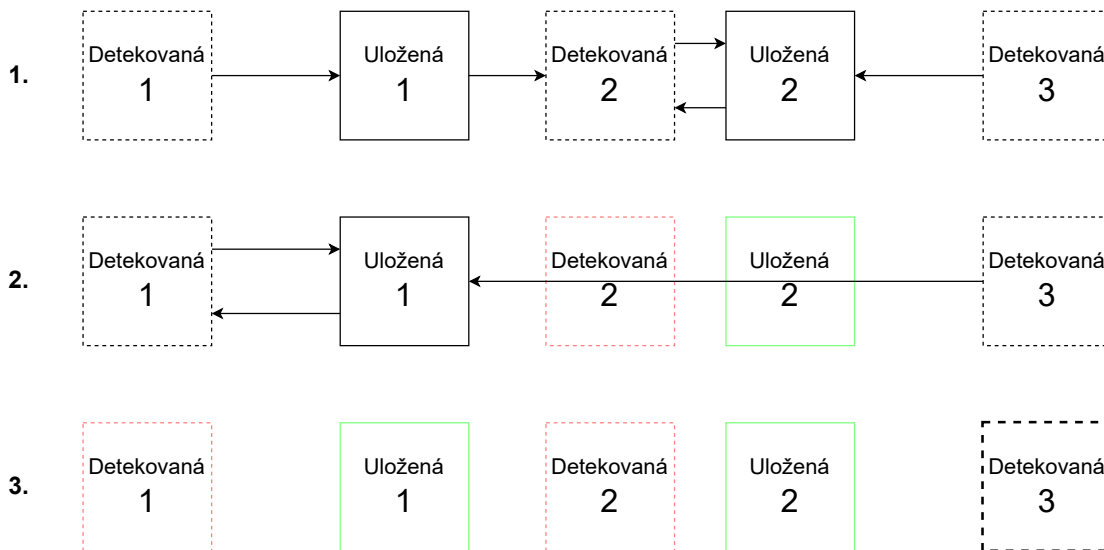 1.
Detekovaná
1
Uložená
1
Detekovaná
2
Uložená
2
Detekovaná
3
2.
Detekovaná
1
Uložená
1
Detekovaná
2
Uložená
2
Detekovaná
3
3.
Detekovaná
1
Uložená
1
Detekovaná
2
Uložená
2
Detekovaná
3